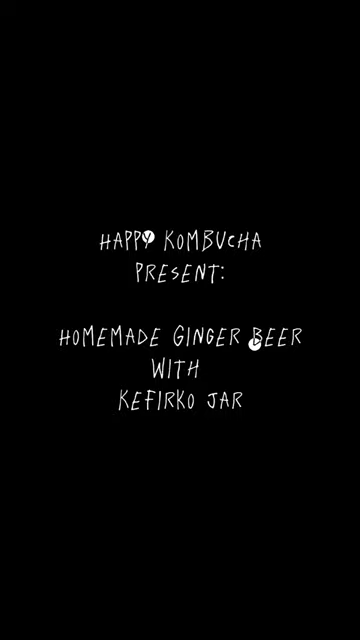 HAPPY KOMBUCHA
PRESENT:
HOMEMADE GINGER BEER
WITH
KEFIRKO JAR